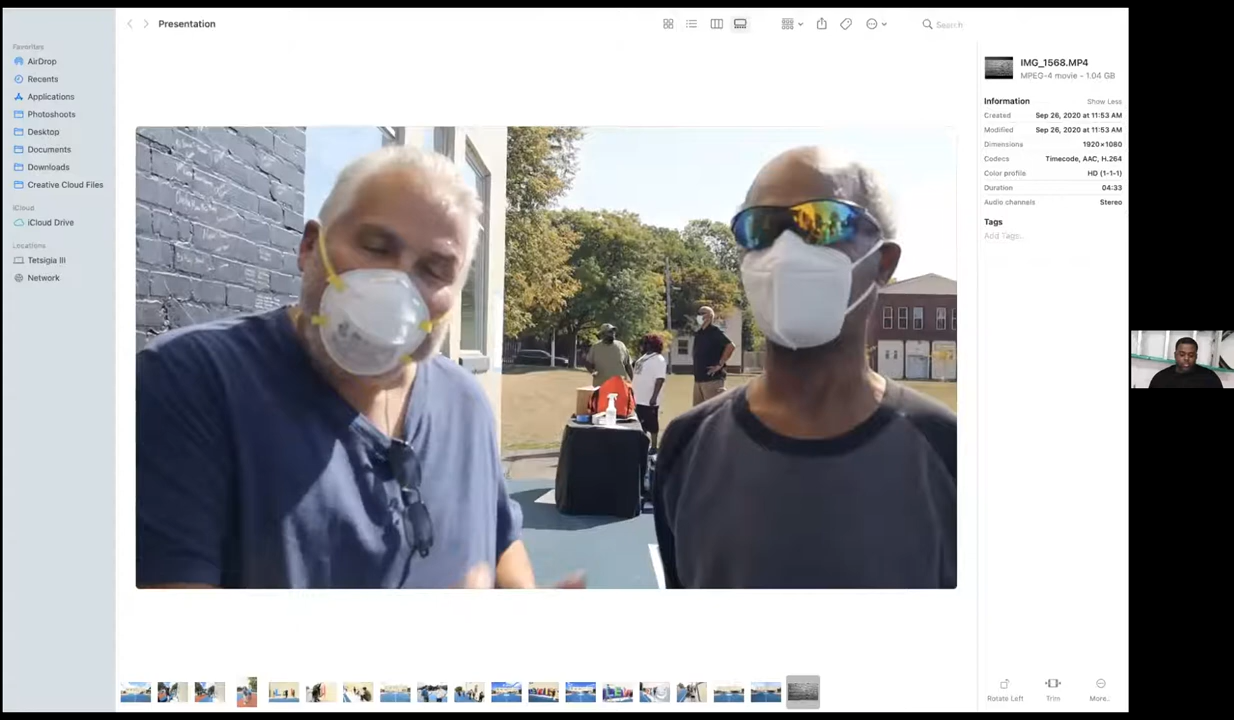 Presentation
Search
Favorites
AirDrop
Recents
Applications
Photoshoots
Desktop
Documents
Downloads
Creative Cloud Files
iCloud
iCloud Drive
Locations
Tetsigia III
Network
IMG_1568.MP4
MPEG-4 movie - 1.04 GB
Information Show Less
Created Sep 26, 2020 at 11:53 AM
Modified Sep 26, 2020 at 11:53 AM
Dimensions 1920×1080
Codecs Timecode, AAC, H.264
Color profile HD (1-1-1)
Duration 04:33
Audio channels Stereo
Tags
Add Tags...
Rotate Left Trim More...